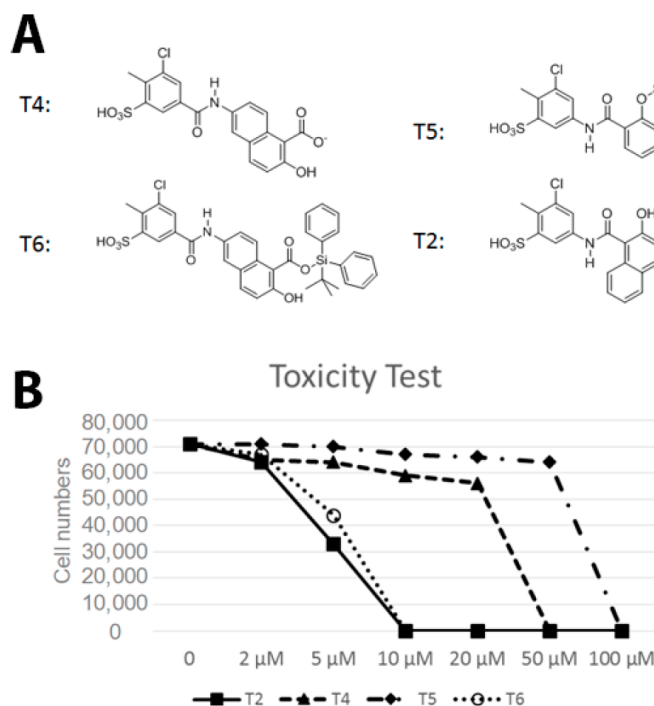 A
T4:
Cl
HO₃S
O
H
N
O
O⁻
OH
T5:
Cl
HO₃S
N
H
O
O
T6:
Cl
HO₃S
O
H
N
O
O
Si
OH
T2:
Cl
HO₃S
N
H
O
OH
Toxicity Test
B
Cell numbers
80,000
70,000
60,000
50,000
40,000
30,000
20,000
10,000
0
0 2 µM 5 µM 10 µM 20 µM 50 µM 100 µM
T2 T4 T5 T6